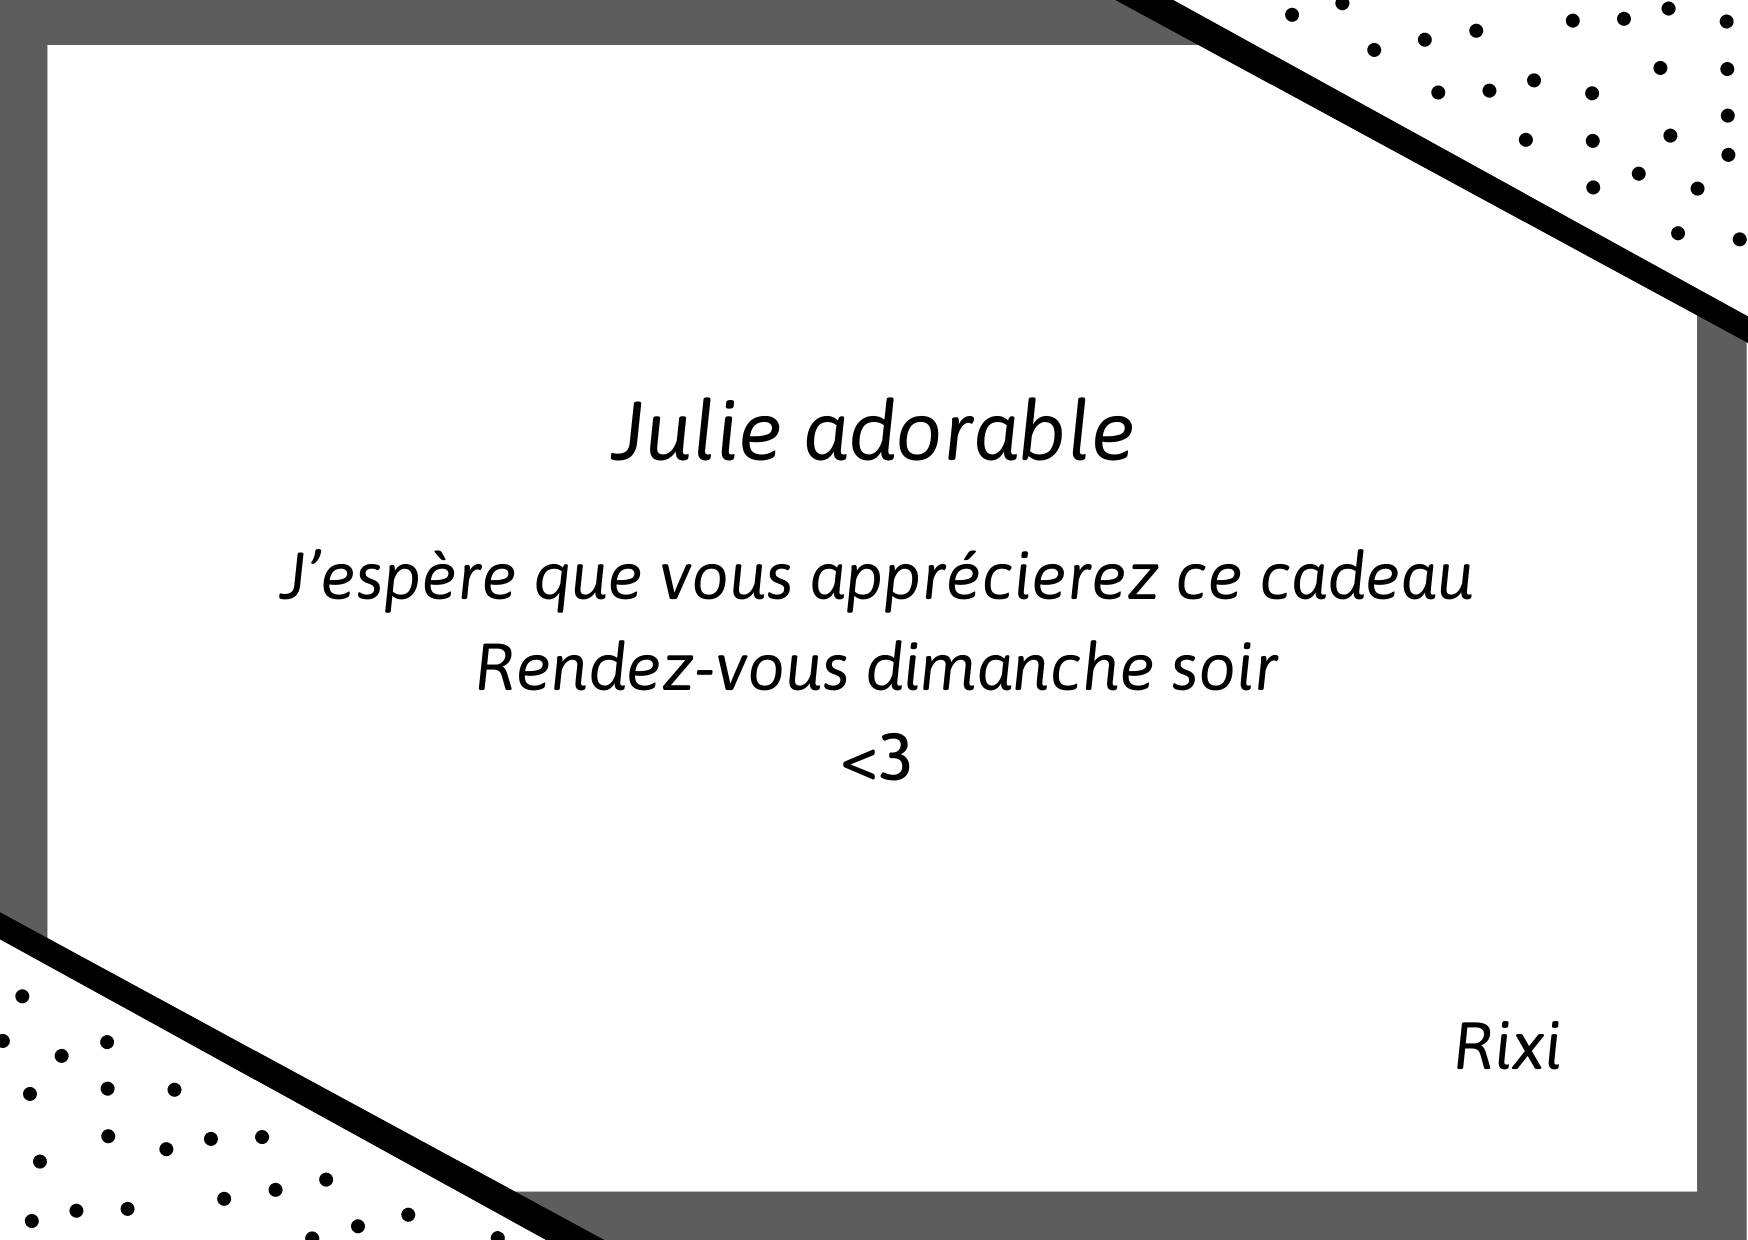 Julie adorable
J’espère que vous apprécierez ce cadeau
Rendez-vous dimanche soir
<3
Rixi